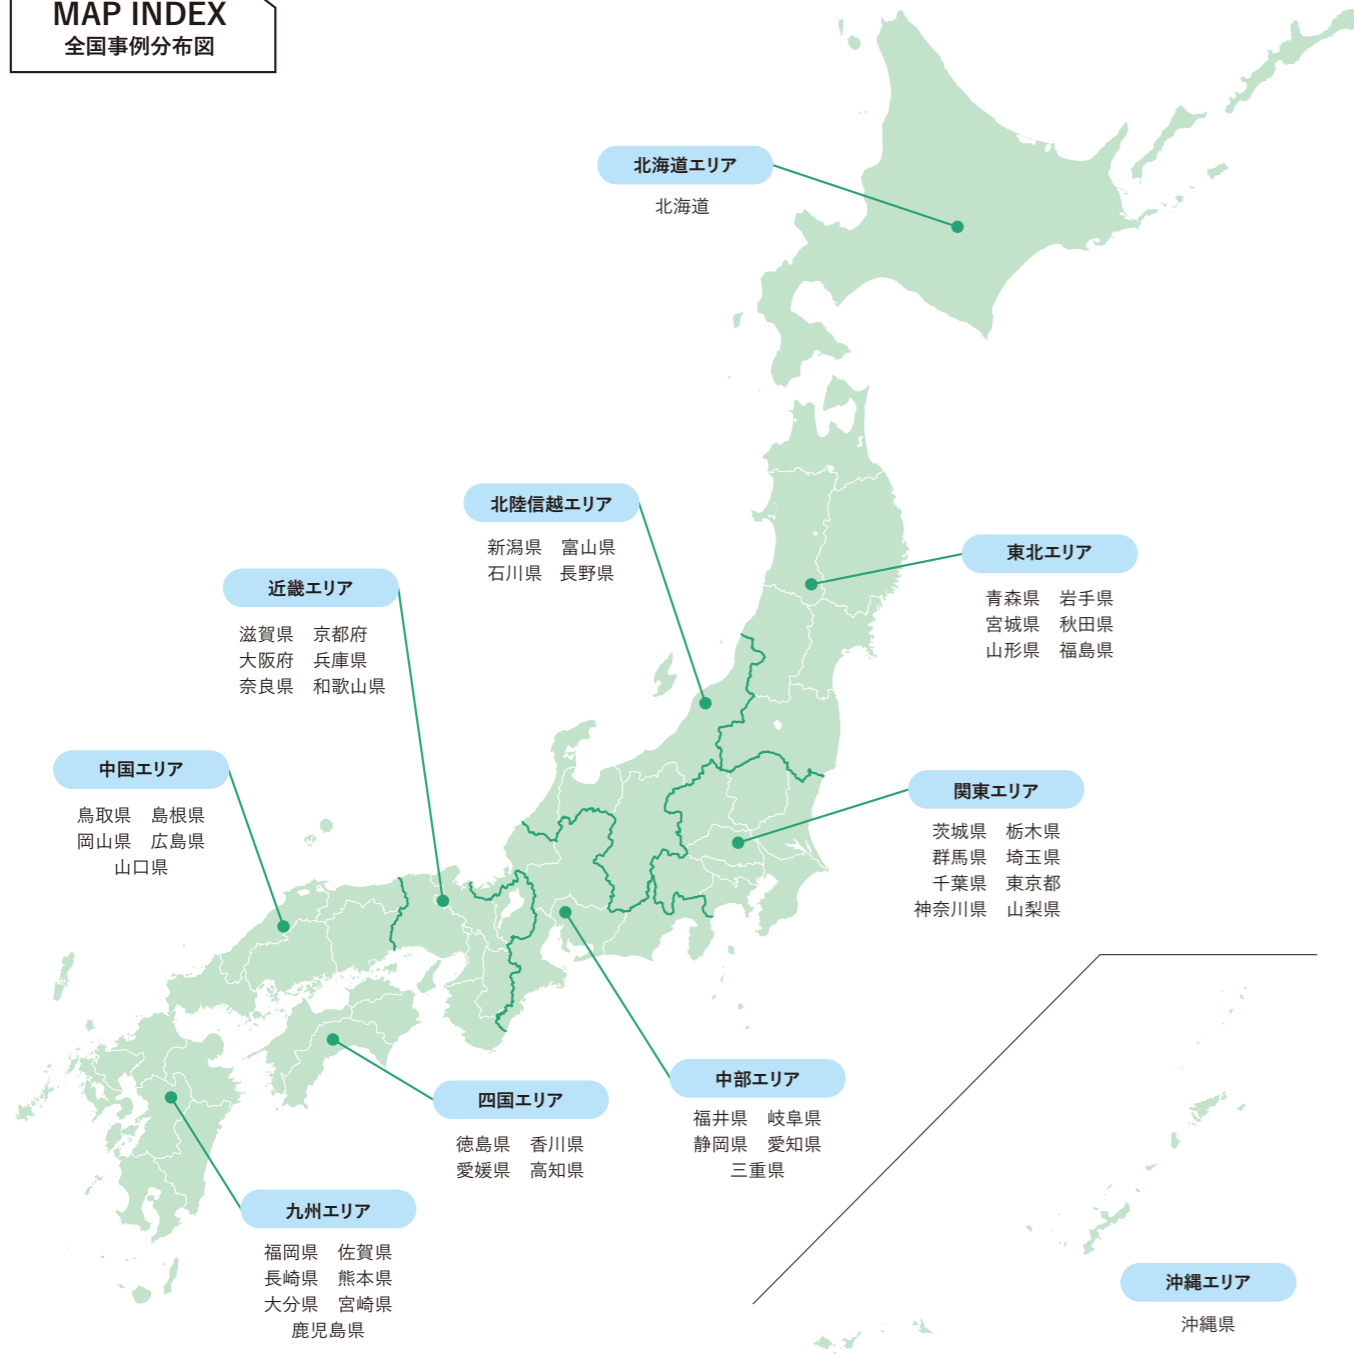 MAP INDEX
全国事例分布図
北海道エリア
北海道
北陸信越エリア
新潟県　富山県
石川県　長野県
東北エリア
青森県　岩手県
宮城県　秋田県
山形県　福島県
近畿エリア
滋賀県　京都府
大阪府　兵庫県
奈良県　和歌山県
中国エリア
鳥取県　島根県
岡山県　広島県
山口県
関東エリア
茨城県　栃木県
群馬県　埼玉県
千葉県　東京都
神奈川県　山梨県
中部エリア
福井県　岐阜県
静岡県　愛知県
三重県
四国エリア
徳島県　香川県
愛媛県　高知県
九州エリア
福岡県　佐賀県
長崎県　熊本県
大分県　宮崎県
鹿児島県
沖縄エリア
沖縄県